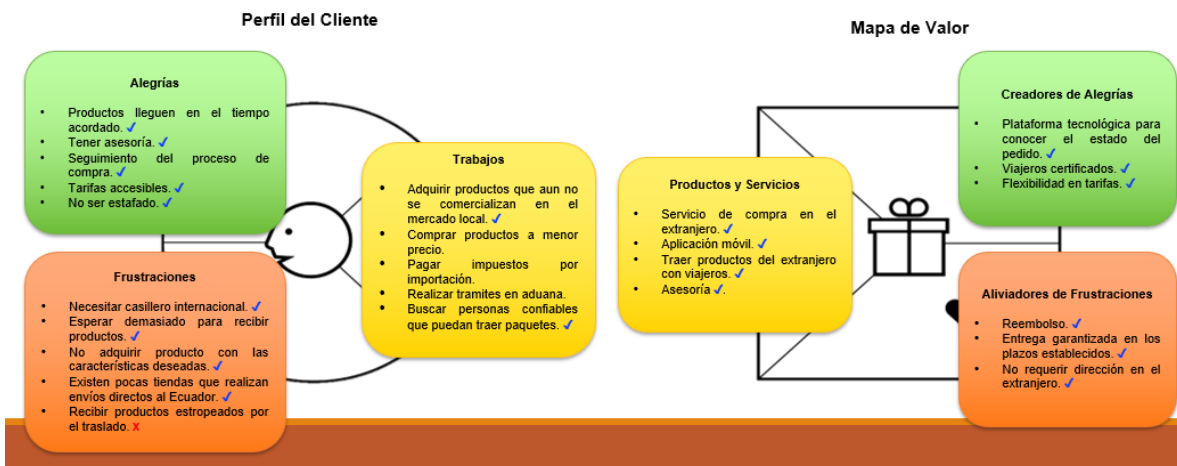 Perfil del Cliente
Alegrías
• Productos lleguen en el tiempo
acordado. ✓
• Tener asesoría. ✓
• Seguimiento del proceso de
compra. ✓
• Tarifas accesibles. ✓
• No ser estafado. ✓
Trabajos
• Adquirir productos que aun no
se comercializan en el
mercado local. ✓
• Comprar productos a menor
precio.
• Pagar impuestos por
importación.
• Realizar tramites en aduana.
• Buscar personas confiables
que puedan traer paquetes. ✓
Frustraciones
• Necesitar casillero internacional. ✓
• Esperar demasiado para recibir
productos. ✓
• No adquirir producto con las
características deseadas. ✓
• Existen pocas tiendas que realizan
envíos directos al Ecuador. ✓
• Recibir productos estropeados por
el traslado. X
Mapa de Valor
Productos y Servicios
• Servicio de compra en el
extranjero. ✓
• Aplicación móvil. ✓
• Traer productos del extranjero
con viajeros. ✓
• Asesoría ✓.
Creadores de Alegrías
• Plataforma tecnológica para
conocer el estado del
pedido. ✓
• Viajeros certificados. ✓
• Flexibilidad en tarifas. ✓
Aliviadores de Frustraciones
• Reembolso. ✓
• Entrega garantizada en los
plazos establecidos. ✓
• No requerir dirección en el
extranjero. ✓